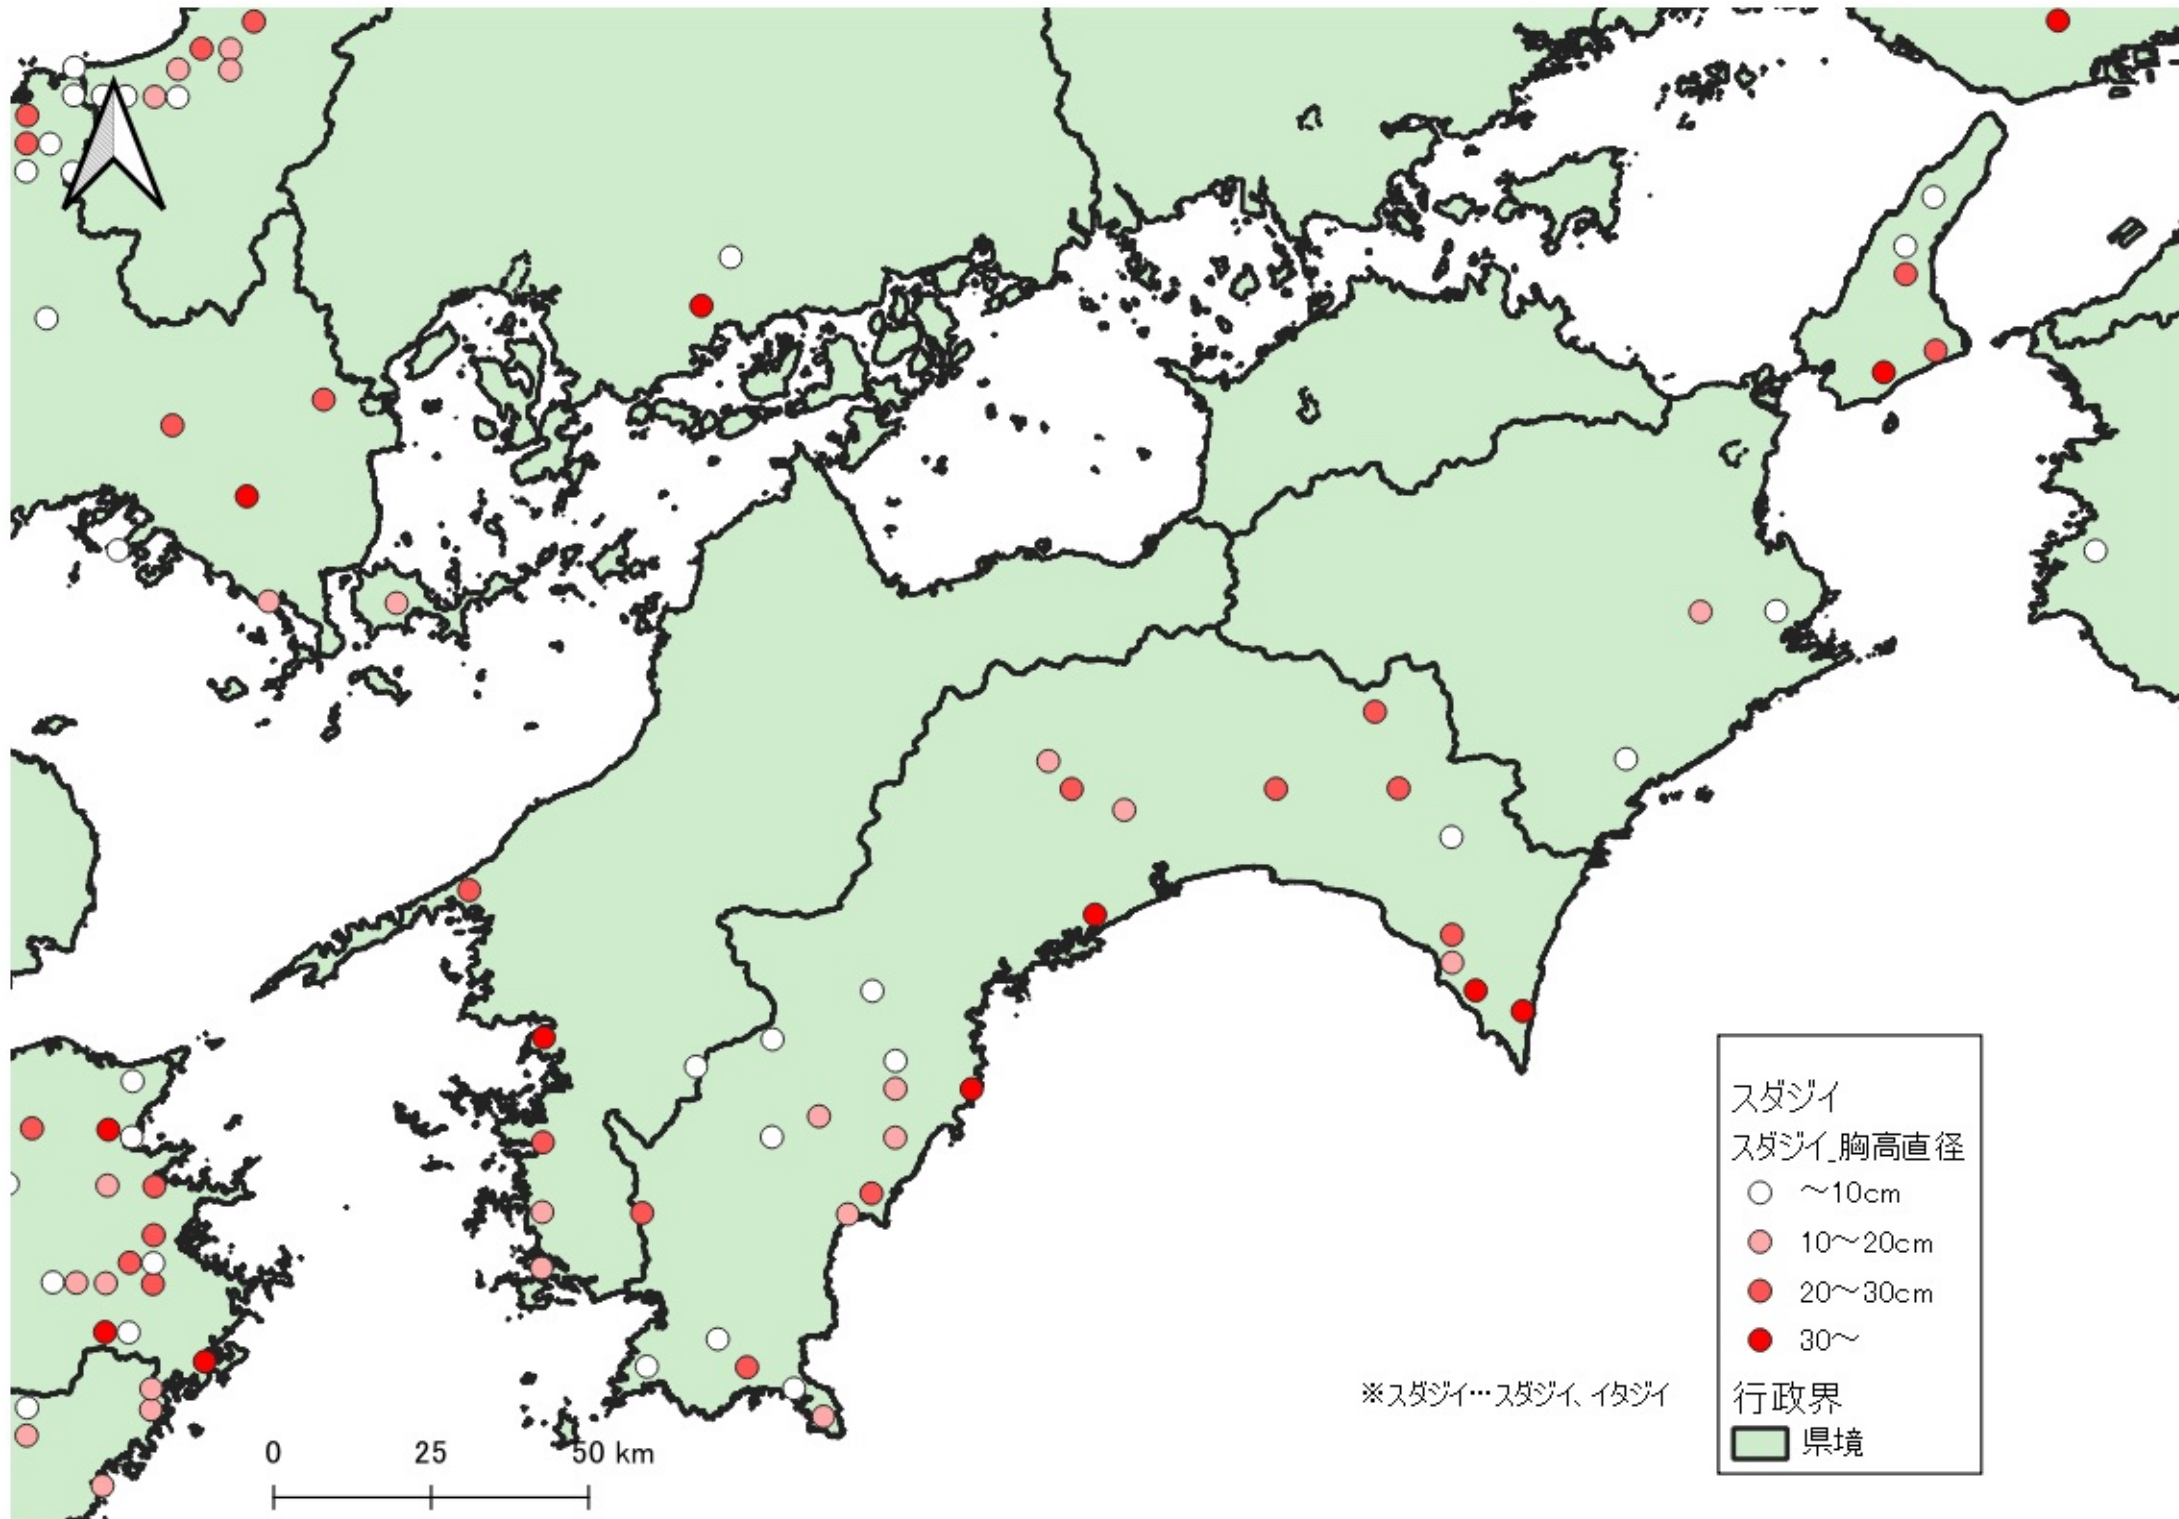 スダジイ
スダジイ_胸高直径
～10cm
10～20cm
20～30cm
30～
※スダジイ…スダジイ、イタジイ
行政界
県境
0 25 50 km